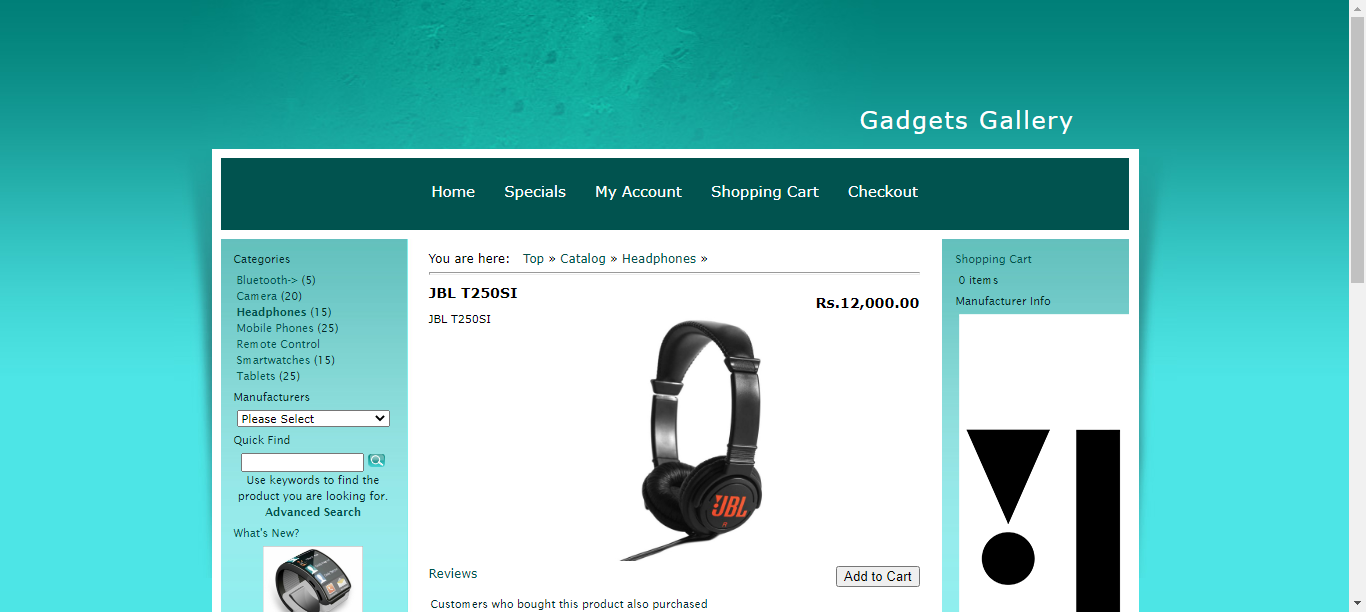 Gadgets Gallery
Home Specials My Account Shopping Cart Checkout
Categories
Bluetooth-> (5)
Camera (20)
Headphones (15)
Mobile Phones (25)
Remote Control
Smartwatches (15)
Tablets (25)
Manufacturers
Please Select
Quick Find
Use keywords to find the
product you are looking for.
Advanced Search
What's New?
You are here: Top » Catalog » Headphones »
JBL T250SI
Rs.12,000.00
JBL T250SI
JBL
Reviews
Add to Cart
Customers who bought this product also purchased
Shopping Cart
0 items
Manufacturer Info